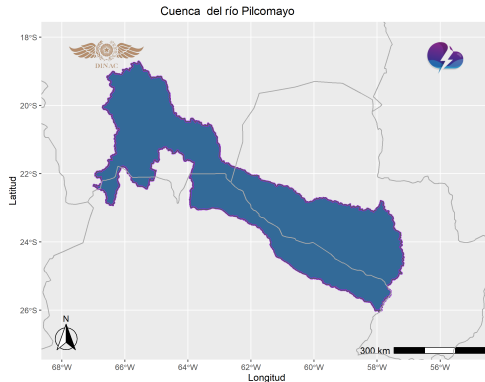 Cuenca  del río Pilcomayo
DINAC
18°S
20°S
22°S
24°S
26°S
Latitud
N
300 km
68°W
66°W
64°W
62°W
60°W
58°W
56°W
Longitud